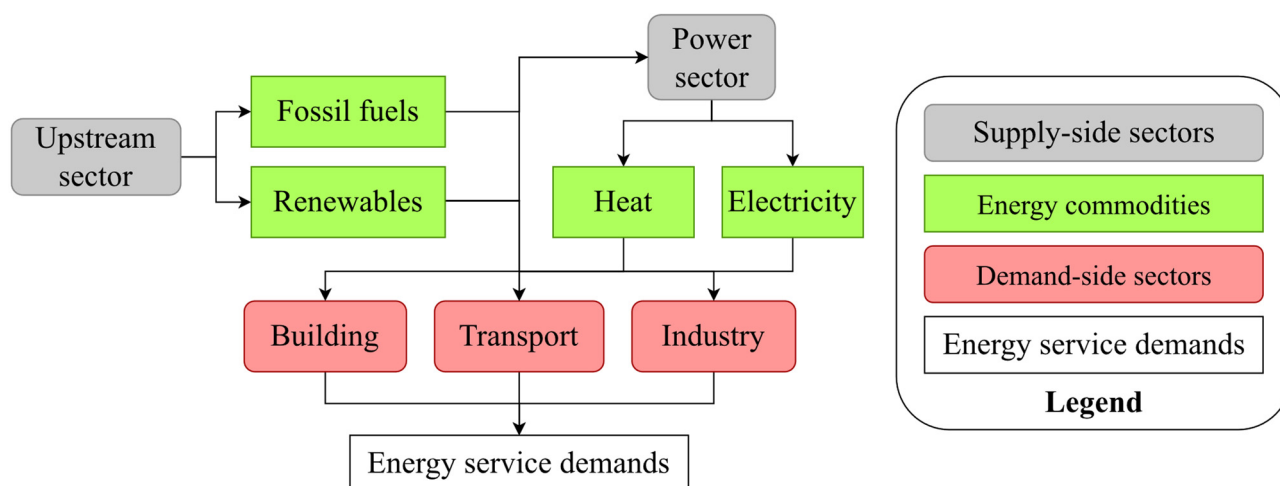 Power
sector
Fossil fuels
Upstream
sector
Renewables
Heat
Electricity
Building
Transport
Industry
Energy service demands
Supply-side sectors
Energy commodities
Demand-side sectors
Energy service demands
Legend